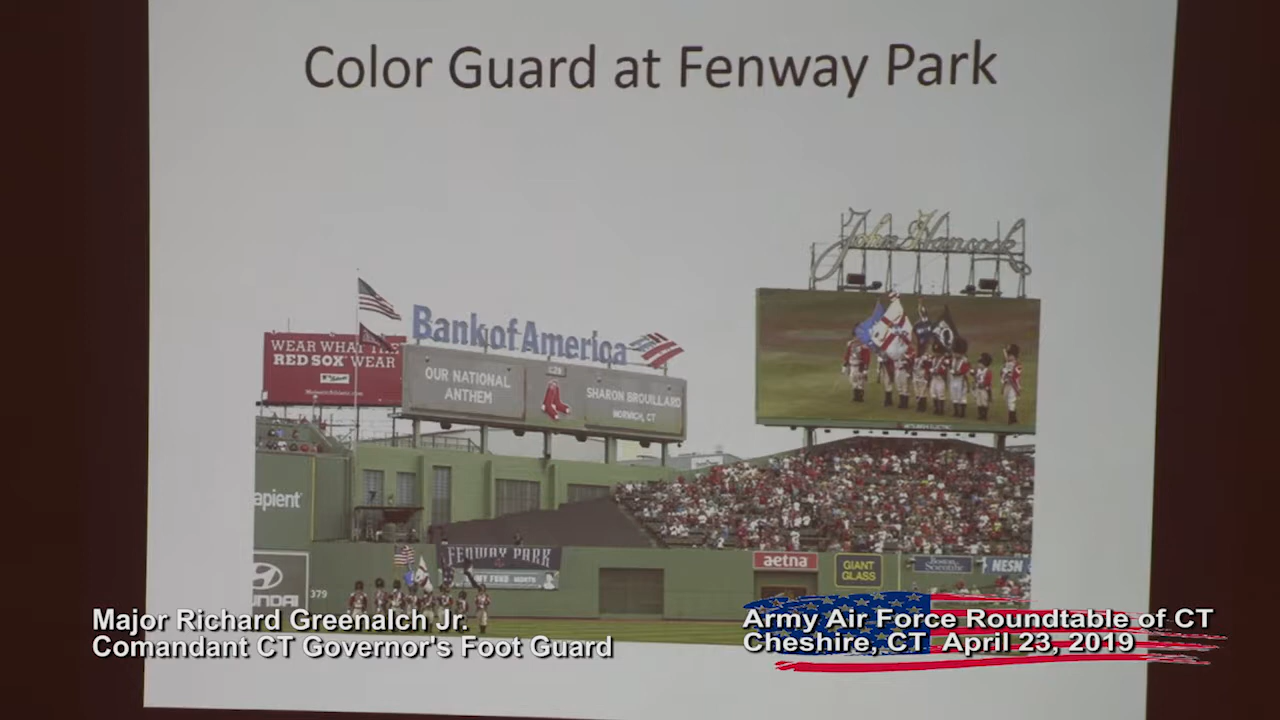 Color Guard at Fenway Park
John Hancock
Bank of America
WEAR WHAT THE
RED SOX WEAR
OUR NATIONAL
ANTHEM
SHARON BROUILLARD
NORWICH, CT
apient
FENWAY PARK
aetna
GIANT
GLASS
Boston
Scientific
NESN
379
Major Richard Greenalch Jr.
Comandant CT Governor's Foot Guard
Army Air Force Roundtable of CT
Cheshire, CT April 23, 2019